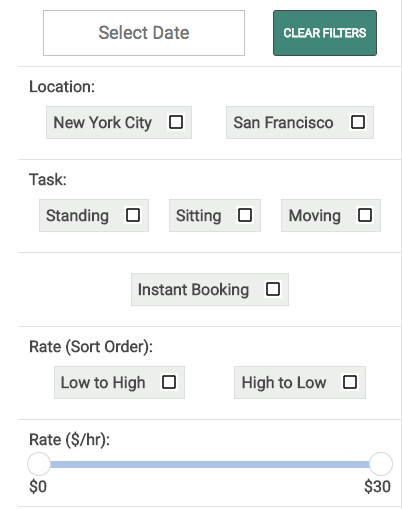 Select Date CLEAR FILTERS
Location:
New York City San Francisco
Task:
Standing Sitting Moving
Instant Booking
Rate (Sort Order):
Low to High High to Low
Rate ($/hr):
$0 $30